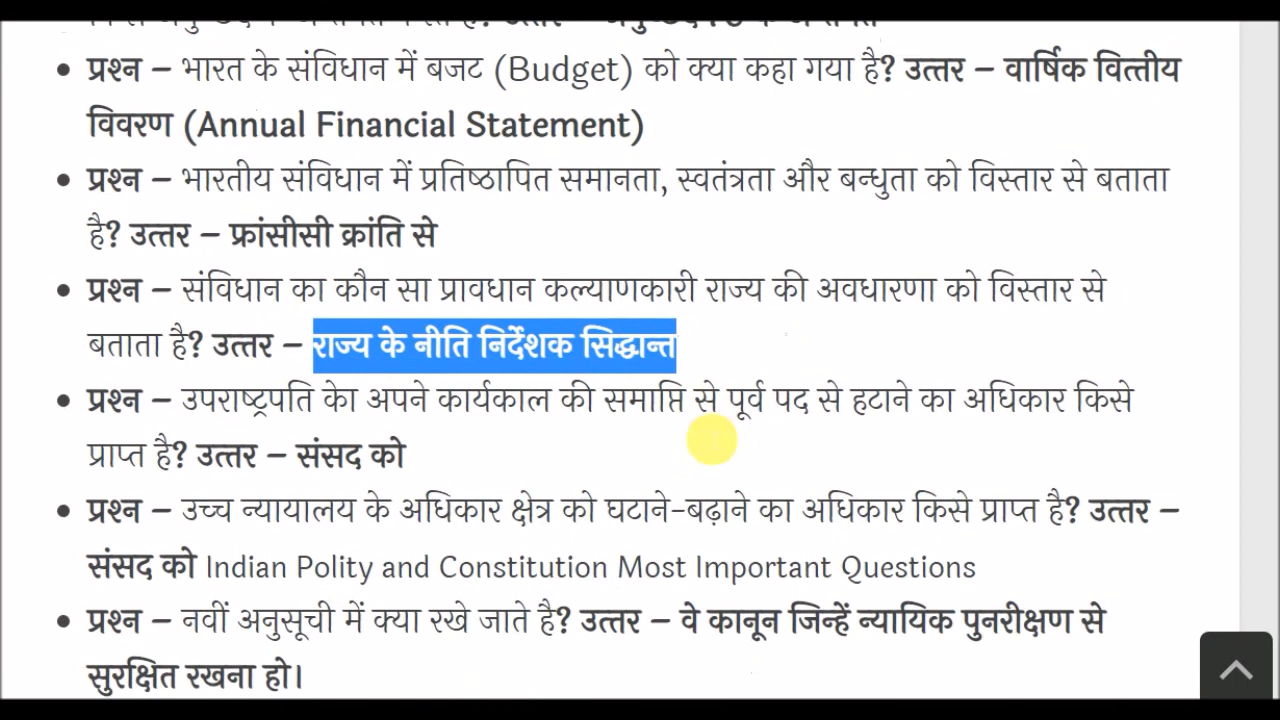 • प्रश्न – भारत के संविधान में बजट (Budget) को क्या कहा गया है? उत्तर – वार्षिक वित्तीय
विवरण (Annual Financial Statement)
• प्रश्न – भारतीय संविधान में प्रतिष्ठापित समानता, स्वतंत्रता और बन्धुता को विस्तार से बताता
है? उत्तर – फ्रांसीसी क्रांति से
• प्रश्न – संविधान का कौन सा प्रावधान कल्याणकारी राज्य की अवधारणा को विस्तार से
बताता है? उत्तर – राज्य के नीति निर्देशक सिद्धान्त
• प्रश्न – उपराष्ट्रपति केा अपने कार्यकाल की समाप्ति से पूर्व पद से हटाने का अधिकार किसे
प्राप्त है? उत्तर – संसद को
• प्रश्न – उच्च न्यायालय के अधिकार क्षेत्र को घटाने-बढ़ाने का अधिकार किसे प्राप्त है? उत्तर –
संसद को Indian Polity and Constitution Most Important Questions
• प्रश्न – नवीं अनुसूची में क्या रखे जाते है? उत्तर – वे कानून जिन्हें न्यायिक पुनरीक्षण से
सुरक्षित रखना हो।